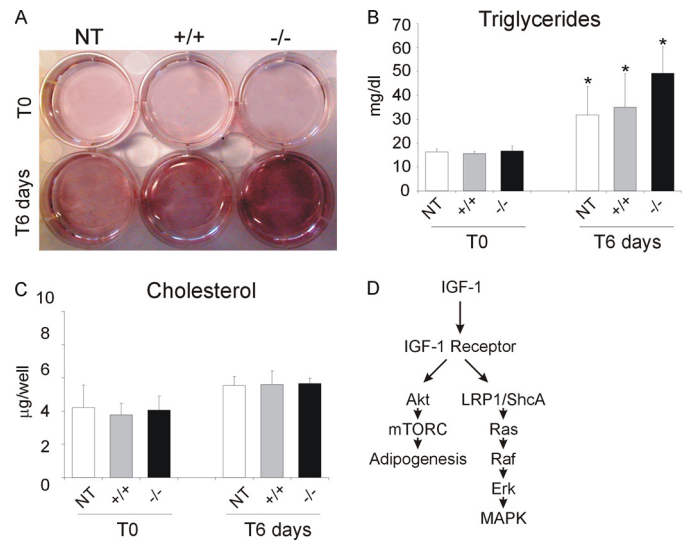 A
NT +/+ -/-
T0
T6 days
B
Triglycerides
mg/dl
70
60
50
40
30
20
10
0
* * *
NT +/+ -/- NT +/+ -/-
T0 T6 days
C
Cholesterol
µg/well
10
8
6
4
2
0
NT +/+ -/- NT +/+ -/-
T0 T6 days
D
IGF-1
IGF-1 Receptor
Akt LRP1/ShcA
mTORC Ras
Adipogenesis Raf
Erk
MAPK